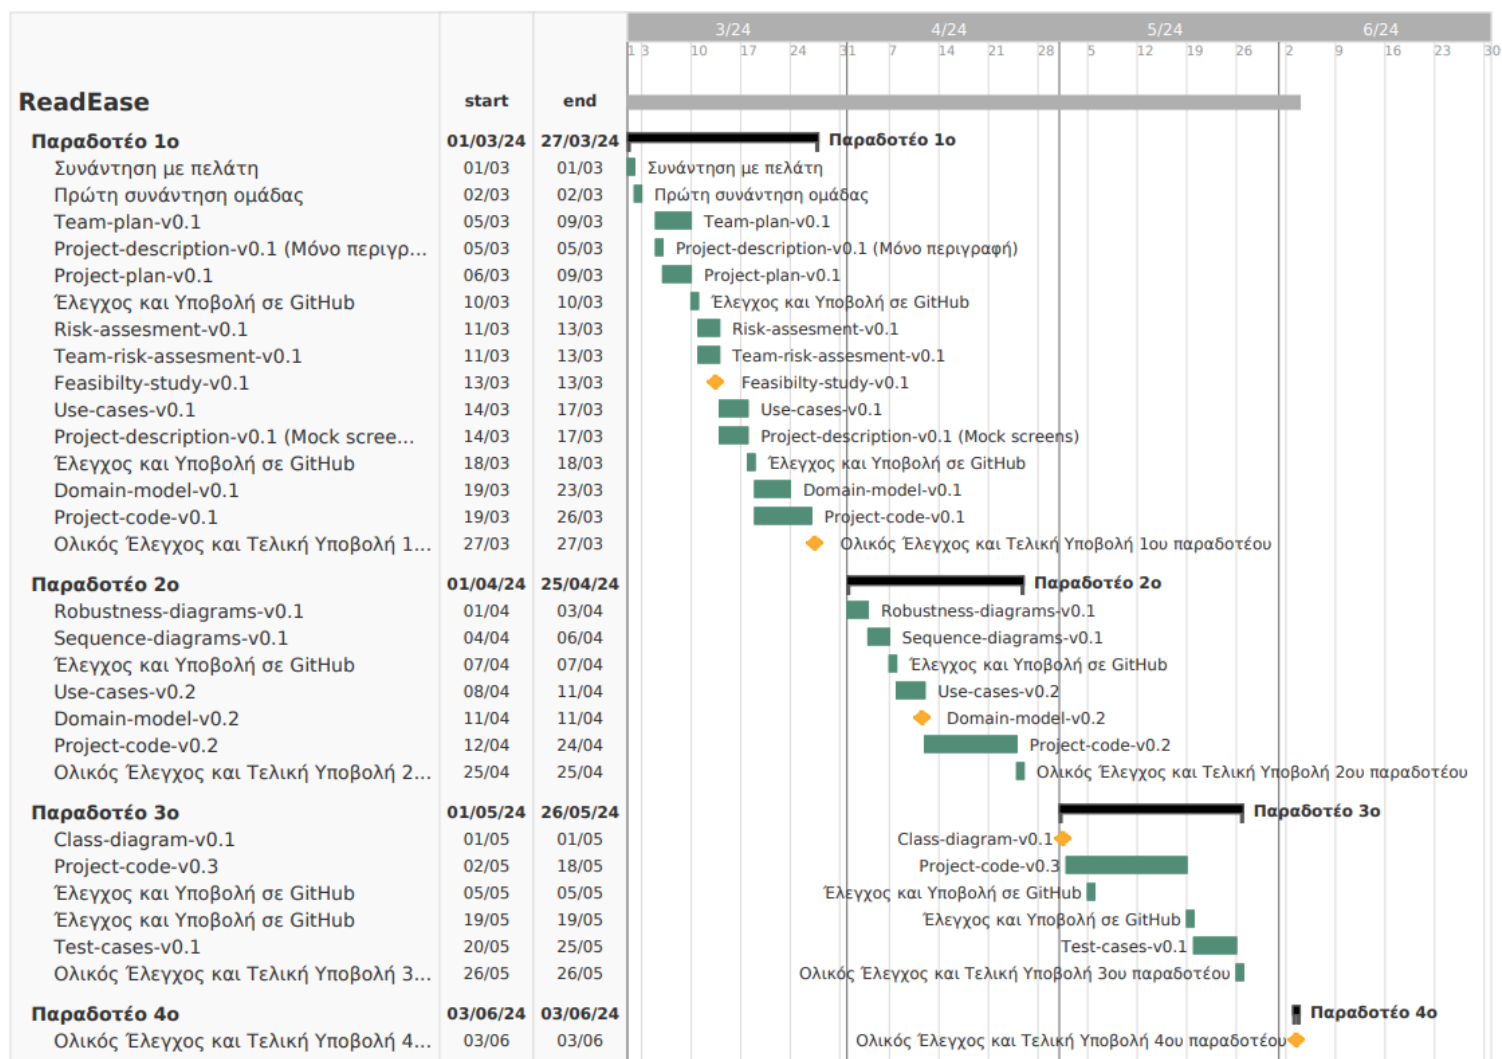 3/24 4/24 5/24 6/24
1 3 10 17 24 31 7 14 21 28 5 12 19 26 2 9 16 23 30
ReadEase start end
Παραδοτέο 1ο 01/03/24 27/03/24 Παραδοτέο 1ο
Συνάντηση με πελάτη 01/03 01/03 Συνάντηση με πελάτη
Πρώτη συνάντηση ομάδας 02/03 02/03 Πρώτη συνάντηση ομάδας
Team-plan-v0.1 05/03 09/03 Team-plan-v0.1
Project-description-v0.1 (Μόνο περιγρ... 05/03 05/03 Project-description-v0.1 (Μόνο περιγραφή)
Project-plan-v0.1 06/03 09/03 Project-plan-v0.1
Έλεγχος και Υποβολή σε GitHub 10/03 10/03 Έλεγχος και Υποβολή σε GitHub
Risk-assesment-v0.1 11/03 13/03 Risk-assesment-v0.1
Team-risk-assesment-v0.1 11/03 13/03 Team-risk-assesment-v0.1
Feasibilty-study-v0.1 13/03 13/03 Feasibilty-study-v0.1
Use-cases-v0.1 14/03 17/03 Use-cases-v0.1
Project-description-v0.1 (Mock scree... 14/03 17/03 Project-description-v0.1 (Mock screens)
Έλεγχος και Υποβολή σε GitHub 18/03 18/03 Έλεγχος και Υποβολή σε GitHub
Domain-model-v0.1 19/03 23/03 Domain-model-v0.1
Project-code-v0.1 19/03 26/03 Project-code-v0.1
Ολικός Έλεγχος και Τελική Υποβολή 1... 27/03 27/03 Ολικός Έλεγχος και Τελική Υποβολή 1ου παραδοτέου
Παραδοτέο 2ο 01/04/24 25/04/24 Παραδοτέο 2ο
Robustness-diagrams-v0.1 01/04 03/04 Robustness-diagrams-v0.1
Sequence-diagrams-v0.1 04/04 06/04 Sequence-diagrams-v0.1
Έλεγχος και Υποβολή σε GitHub 07/04 07/04 Έλεγχος και Υποβολή σε GitHub
Use-cases-v0.2 08/04 11/04 Use-cases-v0.2
Domain-model-v0.2 11/04 11/04 Domain-model-v0.2
Project-code-v0.2 12/04 24/04 Project-code-v0.2
Ολικός Έλεγχος και Τελική Υποβολή 2... 25/04 25/04 Ολικός Έλεγχος και Τελική Υποβολή 2ου παραδοτέου
Παραδοτέο 3ο 01/05/24 26/05/24 Παραδοτέο 3ο
Class-diagram-v0.1 01/05 01/05 Class-diagram-v0.1
Project-code-v0.3 02/05 18/05 Project-code-v0.3
Έλεγχος και Υποβολή σε GitHub 05/05 05/05 Έλεγχος και Υποβολή σε GitHub
Έλεγχος και Υποβολή σε GitHub 19/05 19/05 Έλεγχος και Υποβολή σε GitHub
Test-cases-v0.1 20/05 25/05 Test-cases-v0.1
Ολικός Έλεγχος και Τελική Υποβολή 3... 26/05 26/05 Ολικός Έλεγχος και Τελική Υποβολή 3ου παραδοτέου
Παραδοτέο 4ο 03/06/24 03/06/24 Παραδοτέο 4ο
Ολικός Έλεγχος και Τελική Υποβολή 4... 03/06 03/06 Ολικός Έλεγχος και Τελική Υποβολή 4ου παραδοτέου